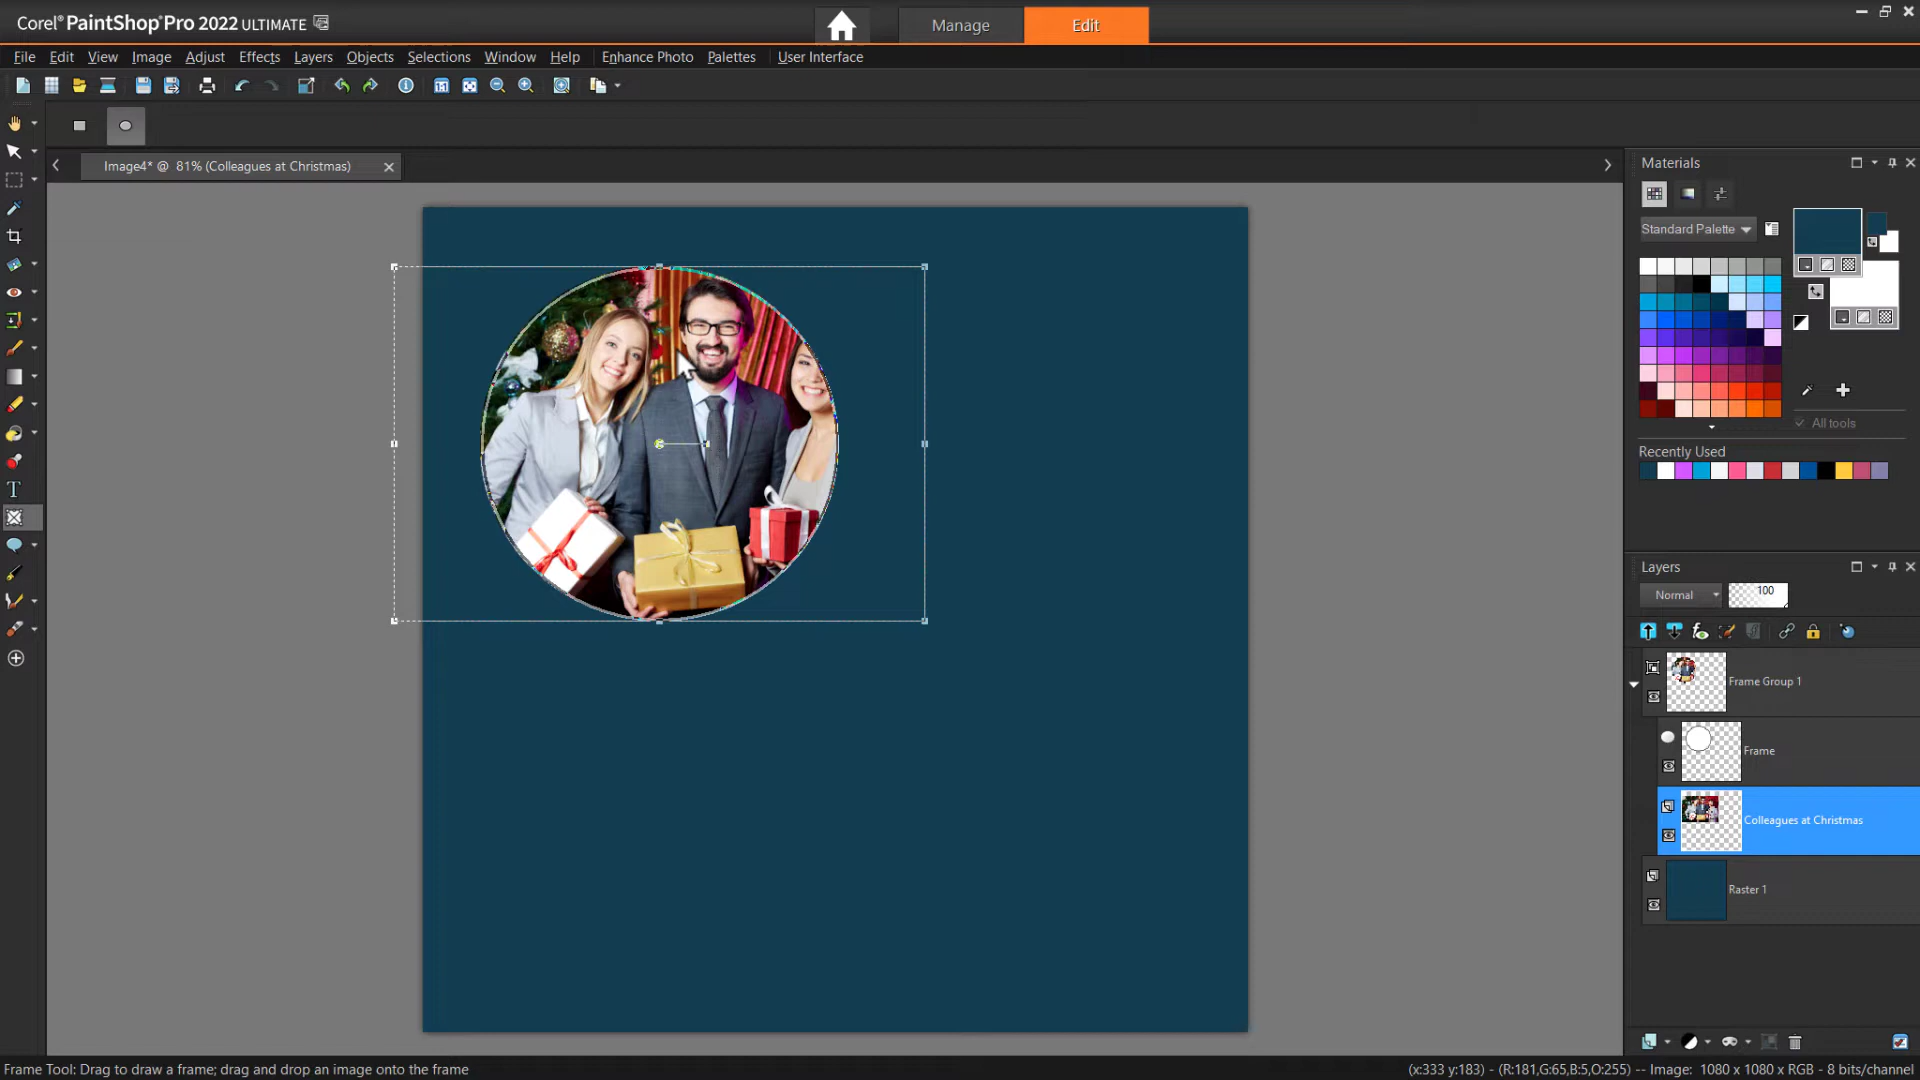 Corel® PaintShop® Pro 2022 ULTIMATE
Manage
Edit
File Edit View Image Adjust Effects Layers Objects Selections Window Help Enhance Photo Palettes User Interface
Image4* @ 81% (Colleagues at Christmas)
Materials
Standard Palette
All tools
Recently Used
Layers
Normal
100
Frame Group 1
Frame
Colleagues at Christmas
Raster 1
T
Frame Tool: Drag to draw a frame; drag and drop an image onto the frame
(x:333 y:183) - (R:181,G:65,B:5,O:255) -- Image: 1080 x 1080 x RGB - 8 bits/channel